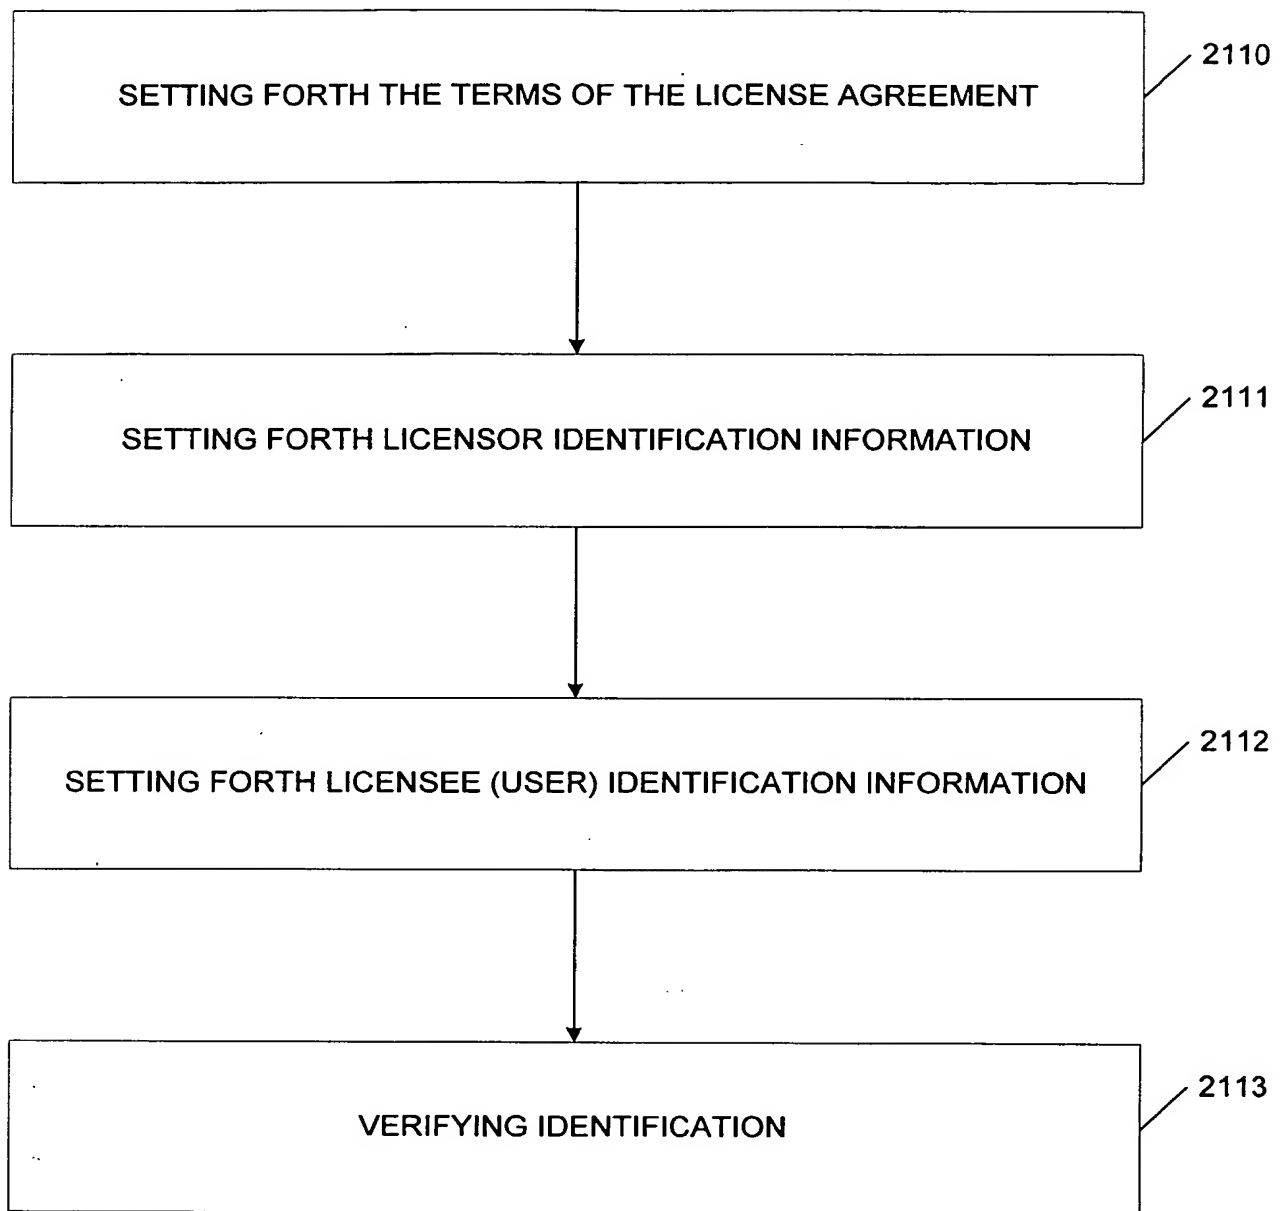 SETTING FORTH THE TERMS OF THE LICENSE AGREEMENT
2110
SETTING FORTH LICENSOR IDENTIFICATION INFORMATION
2111
SETTING FORTH LICENSEE (USER) IDENTIFICATION INFORMATION
2112
VERIFYING IDENTIFICATION
2113